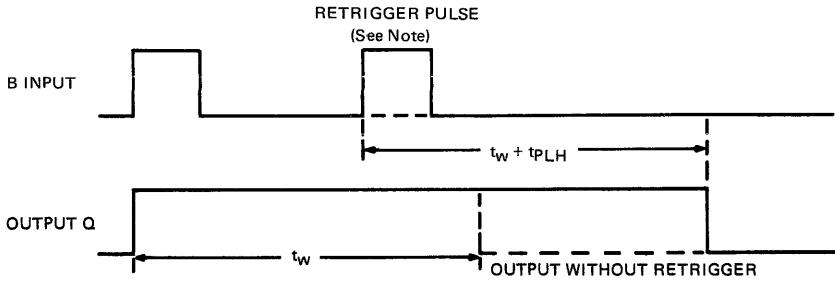 RETRIGGER PULSE
(See Note)
B INPUT
tw + tPLH
OUTPUT Q
tw
OUTPUT WITHOUT RETRIGGER